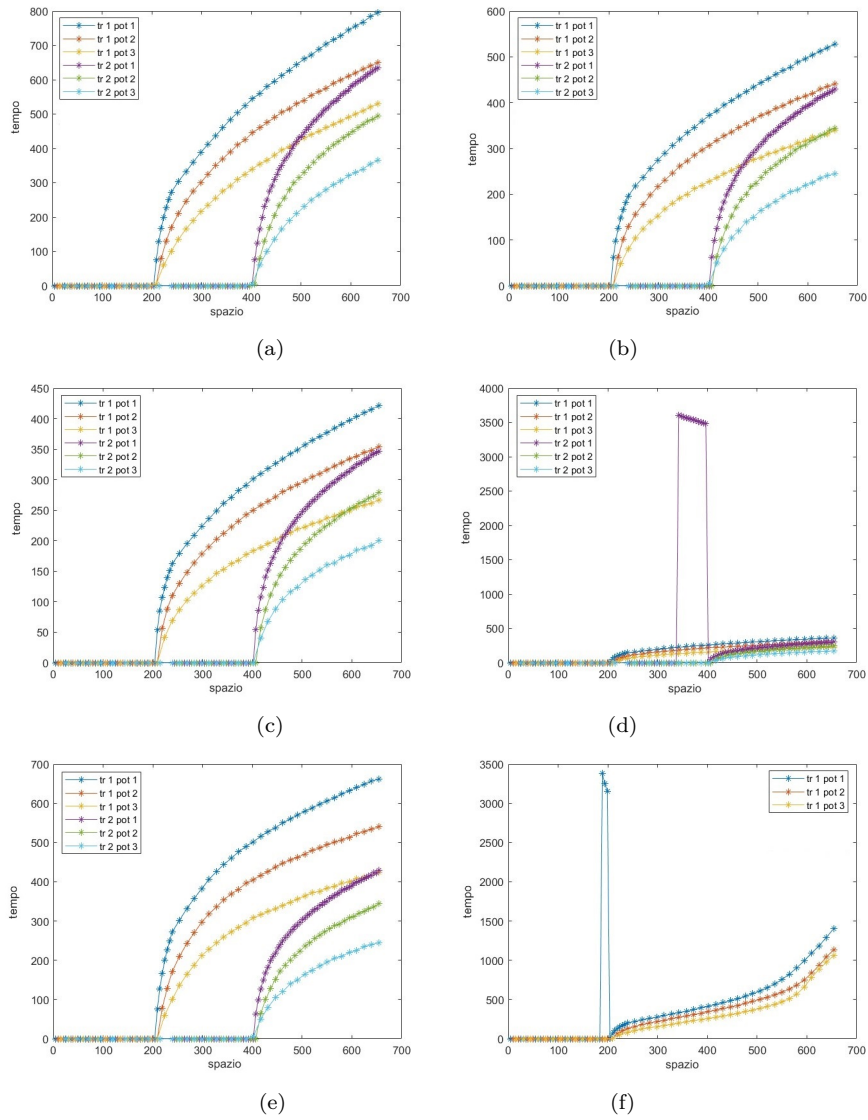 800
700
600
500
400
300
200
100
0
tempo
tr 1 pot 1
tr 1 pot 2
tr 1 pot 3
tr 2 pot 1
tr 2 pot 2
tr 2 pot 3
0 100 200 300 400 500 600 700
spazio
(a)
600
500
400
300
200
100
0
tempo
tr 1 pot 1
tr 1 pot 2
tr 1 pot 3
tr 2 pot 1
tr 2 pot 2
tr 2 pot 3
0 100 200 300 400 500 600 700
spazio
(b)
450
400
350
300
250
200
150
100
50
0
tempo
tr 1 pot 1
tr 1 pot 2
tr 1 pot 3
tr 2 pot 1
tr 2 pot 2
tr 2 pot 3
0 100 200 300 400 500 600 700
spazio
(c)
4000
3500
3000
2500
2000
1500
1000
500
0
tempo
tr 1 pot 1
tr 1 pot 2
tr 1 pot 3
tr 2 pot 1
tr 2 pot 2
tr 2 pot 3
0 100 200 300 400 500 600 700
spazio
(d)
700
600
500
400
300
200
100
0
tempo
tr 1 pot 1
tr 1 pot 2
tr 1 pot 3
tr 2 pot 1
tr 2 pot 2
tr 2 pot 3
0 100 200 300 400 500 600 700
spazio
(e)
3500
3000
2500
2000
1500
1000
500
0
tempo
tr 1 pot 1
tr 1 pot 2
tr 1 pot 3
0 100 200 300 400 500 600 700
spazio
(f)